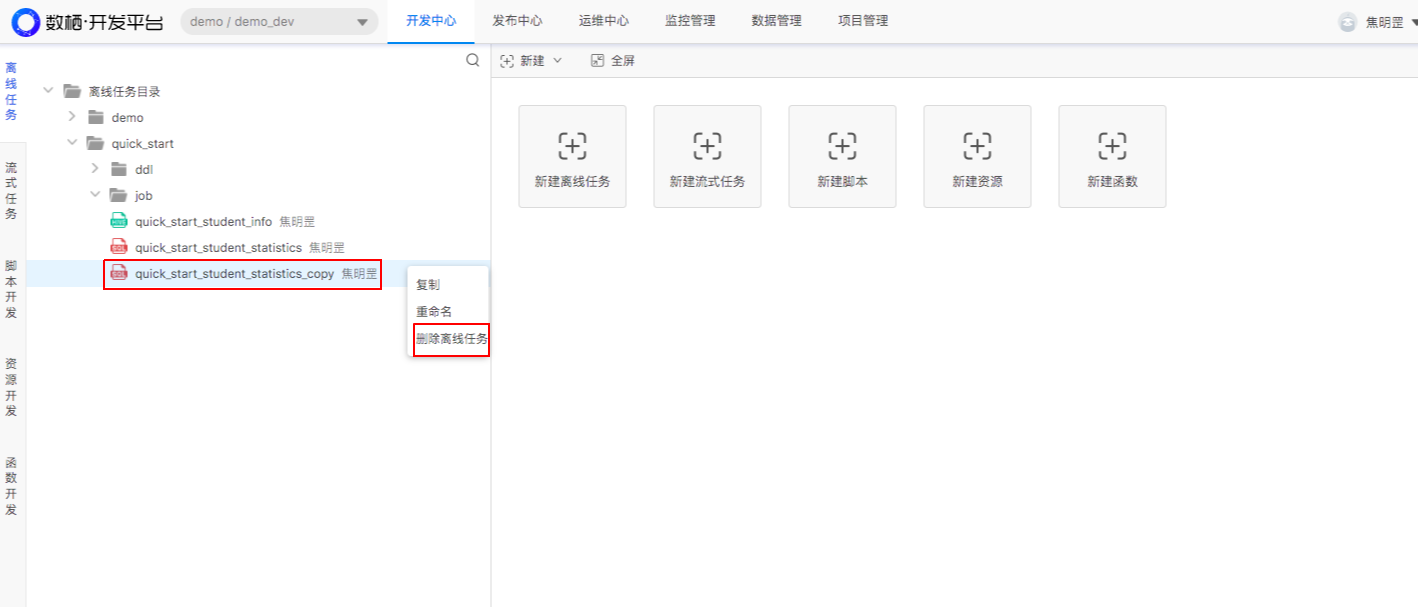 数栖·开发平台
demo / demo_dev
开发中心
发布中心
运维中心
监控管理
数据管理
项目管理
焦明罡
离线任务
流式任务
脚本开发
资源开发
函数开发
离线任务目录
demo
quick_start
ddl
job
quick_start_student_info 焦明罡
quick_start_student_statistics 焦明罡
quick_start_student_statistics_copy 焦明罡
复制
重命名
删除离线任务
新建
全屏
新建离线任务
新建流式任务
新建脚本
新建资源
新建函数